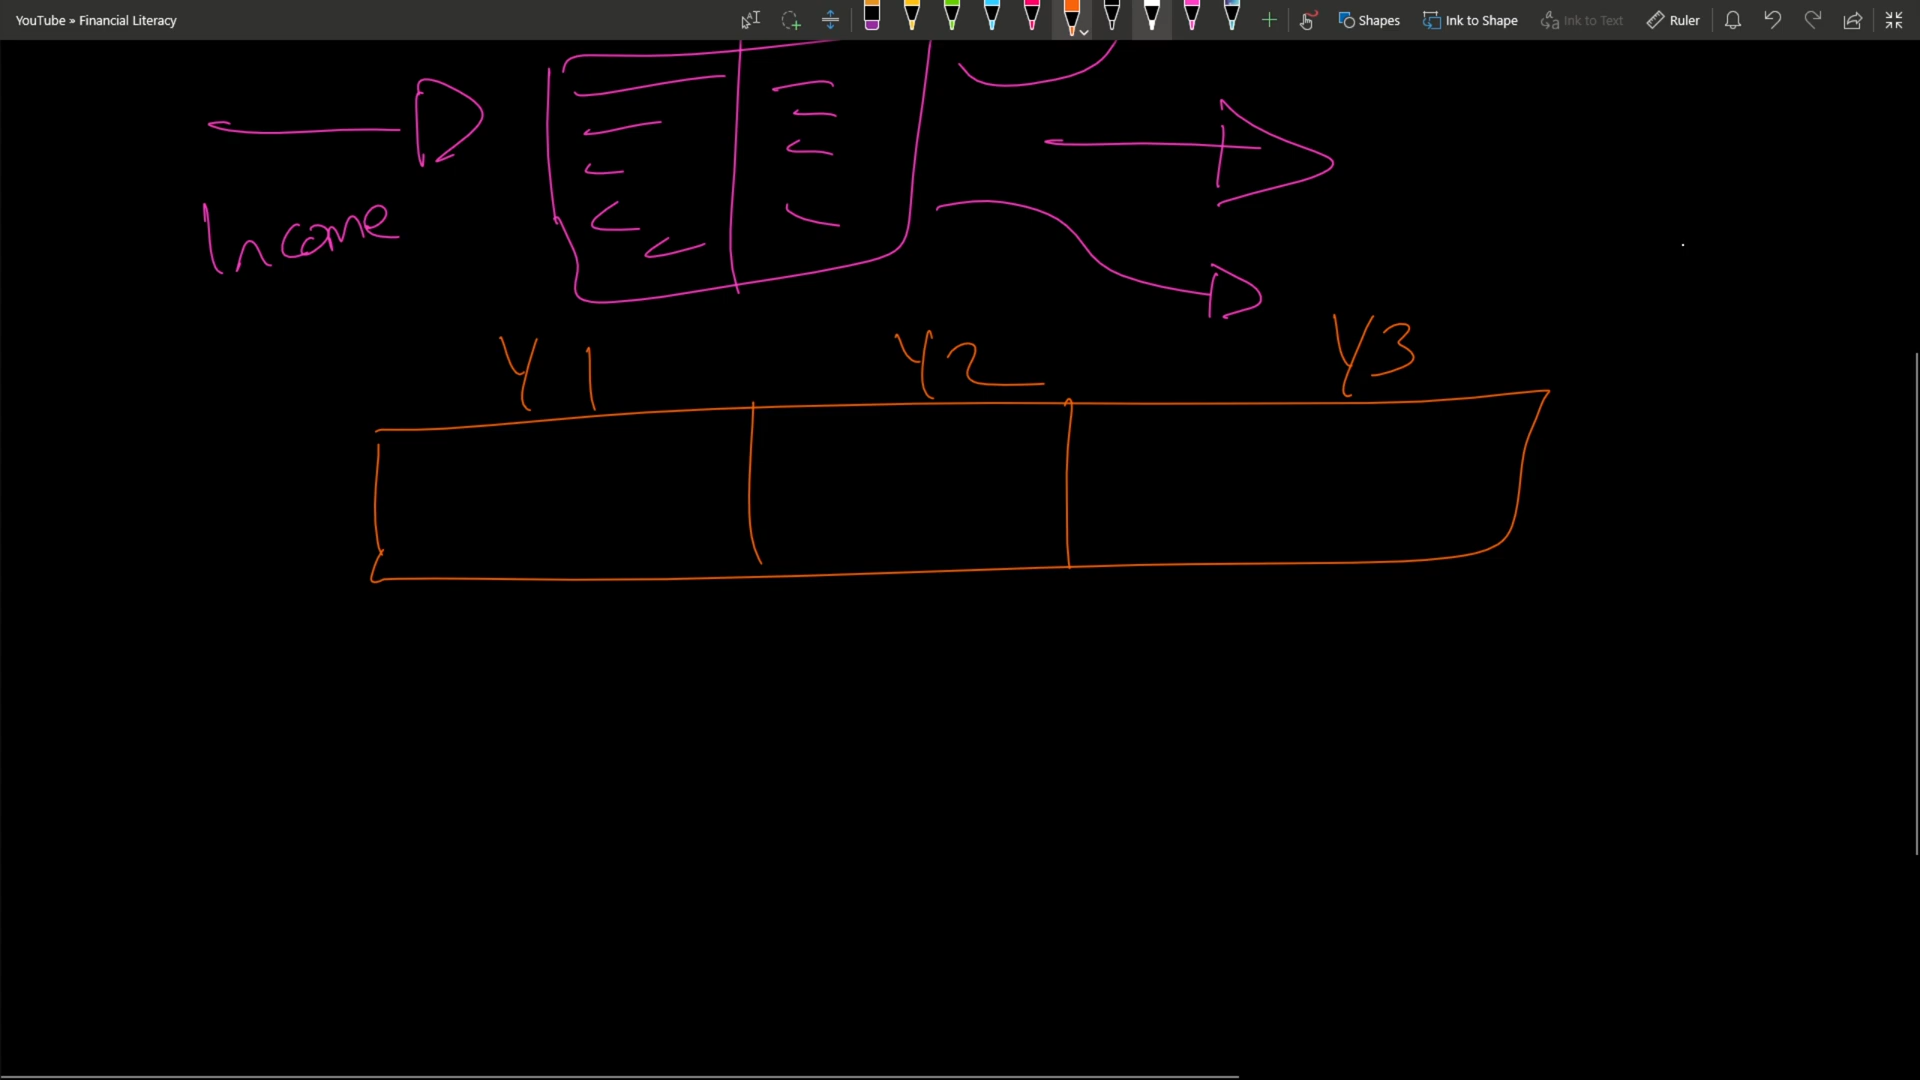 YouTube » Financial Literacy
Shapes
Ink to Shape
Ink to Text
Ruler
Income
Y1
Y2
Y3